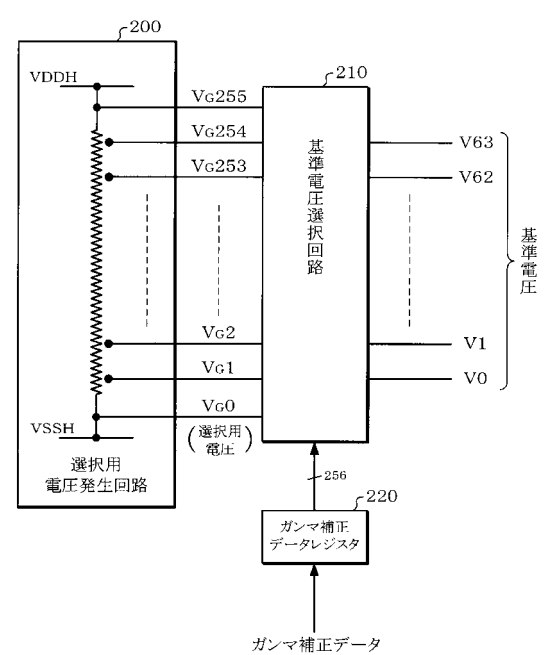 200
VDDH
VG255
VG254
VG253
VG2
VG1
VG0
(選択用
電圧)
VSSH
選択用
電圧発生回路
210
基準電圧選択回路
V63
V62
V1
V0
基準電圧
256
220
ガンマ補正
データレジスタ
ガンマ補正データ